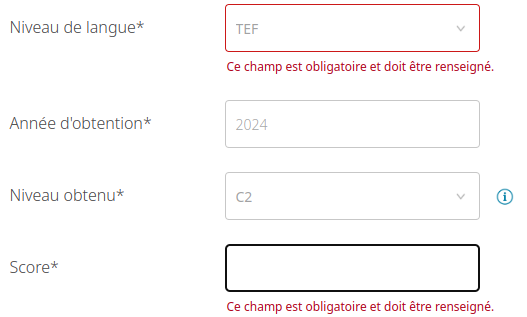 Niveau de langue*
TEF
Ce champ est obligatoire et doit être renseigné.
Année d'obtention*
2024
Niveau obtenu*
C2
i
Score*
Ce champ est obligatoire et doit être renseigné.